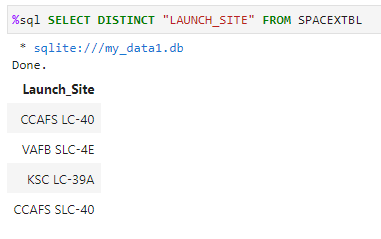 %sql SELECT DISTINCT "LAUNCH_SITE" FROM SPACEXTBL
* sqlite:///my_data1.db
Done.
Launch_Site
CCAFS LC-40
VAFB SLC-4E
KSC LC-39A
CCAFS SLC-40